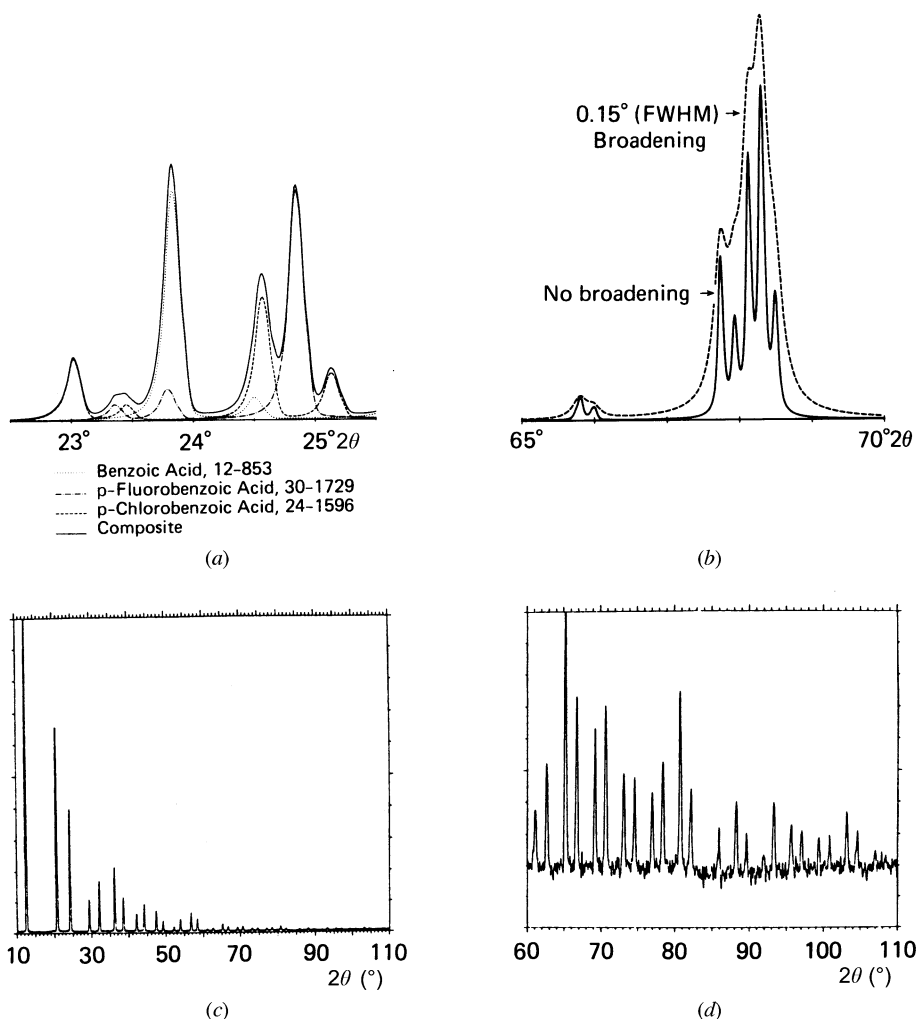 0.15° (FWHM)
Broadening
No broadening
23° 24° 25°2θ
65° 70°2θ
Benzoic Acid, 12–853
p-Fluorobenzoic Acid, 30–1729
p-Chlorobenzoic Acid, 24–1596
Composite
(a) (b)
10 30 50 70 90 110
2θ (°)
60 70 80 90 100 110
2θ (°)
(c) (d)